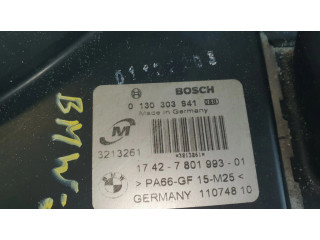 BOSCH
0 130 303 941
Made in Germany
3213261
*3213261*
17 42- 7 801 993- 01
> PA66-GF 15-M25 <
GERMANY 110748 10
BMW